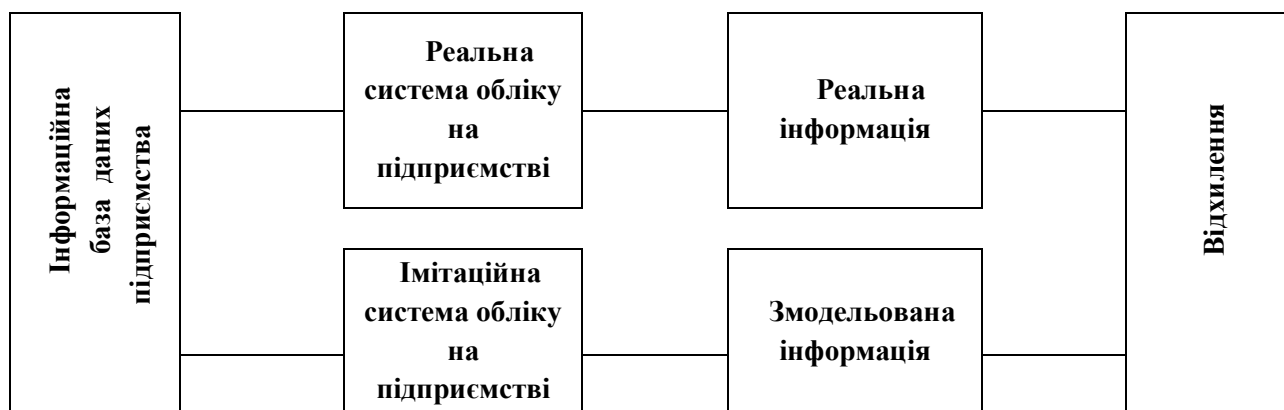 Інформаційна
база даних
підприємства
Реальна
система обліку
на
підприємстві
Реальна
інформація
Імітаційна
система обліку
на
підприємстві
Змодельована
інформація
Відхилення